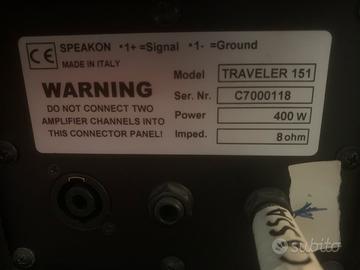 CE SPEAKON *1+ =Signal *1- =Ground
MADE IN ITALY
WARNING
DO NOT CONNECT TWO
AMPLIFIER CHANNELS INTO
THIS CONNECTOR PANEL!
Model TRAVELER 151
Ser. Nr. C7000118
Power 400 W
Imped. 8 ohm
subito